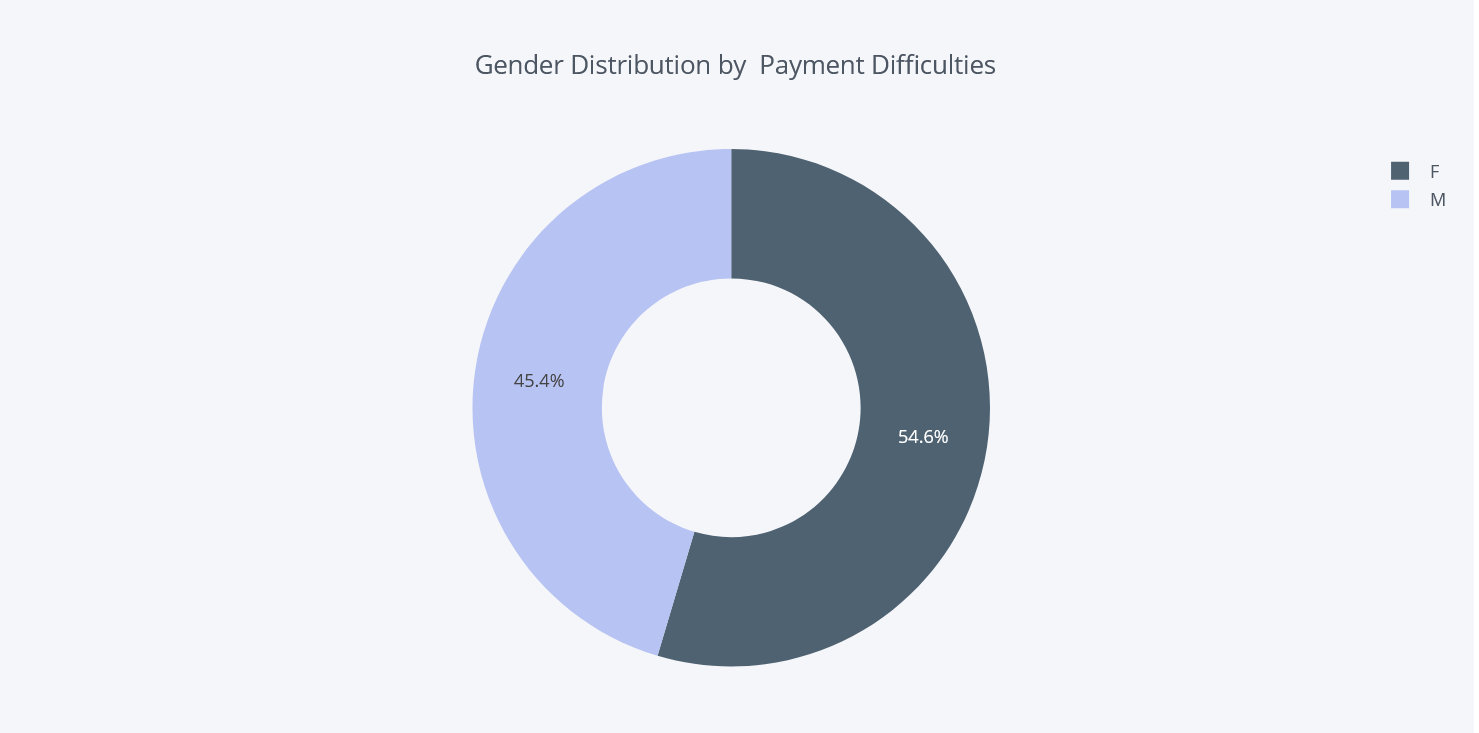 Gender Distribution by  Payment Difficulties
F
M
45.4%
54.6%